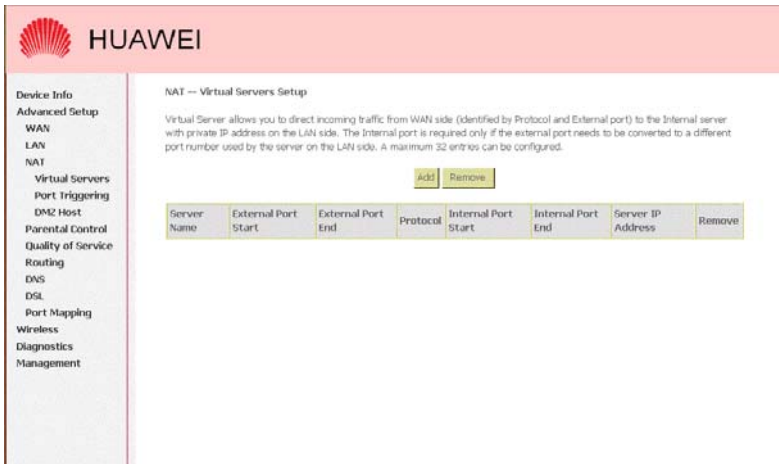 HUAWEI
Device Info
Advanced Setup
WAN
LAN
NAT
Virtual Servers
Port Triggering
DMZ Host
Parental Control
Quality of Service
Routing
DNS
DSL
Port Mapping
Wireless
Diagnostics
Management
NAT -- Virtual Servers Setup
Virtual Server allows you to direct incoming traffic from WAN side (identified by Protocol and External port) to the Internal server
with private IP address on the LAN side. The Internal port is required only if the external port needs to be converted to a different
port number used by the server on the LAN side. A maximum 32 entries can be configured.
Add Remove
Server Name External Port Start External Port End Protocol Internal Port Start Internal Port End Server IP Address Remove